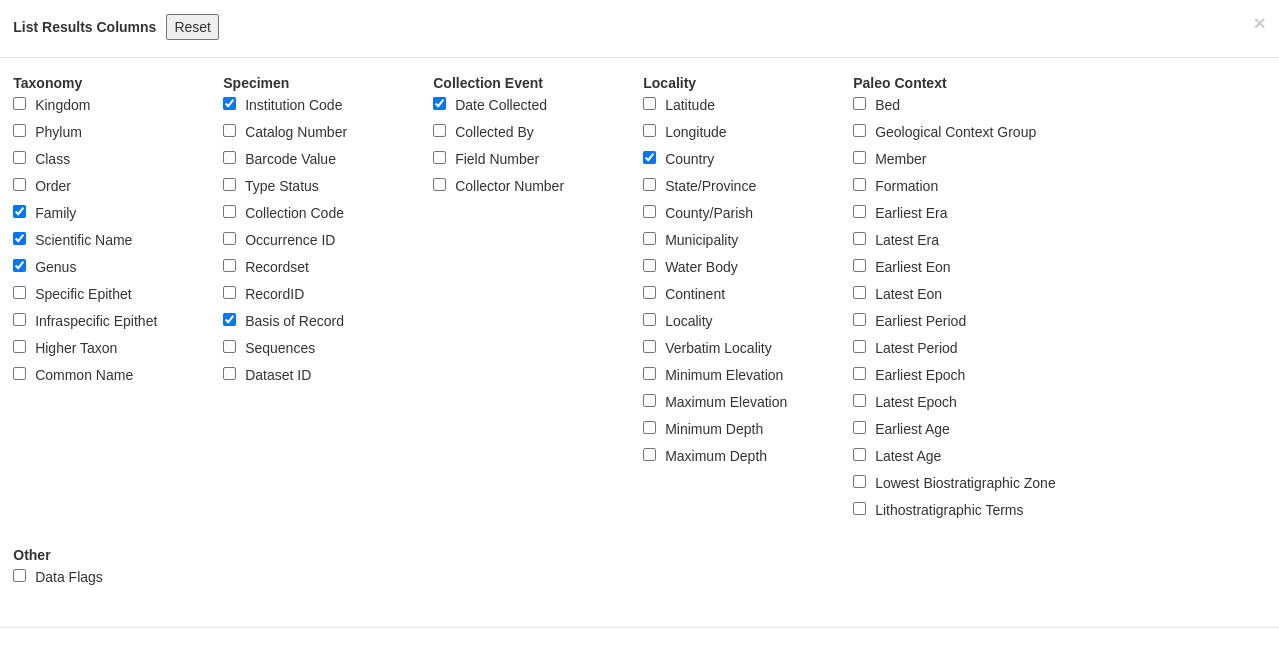 List Results Columns Reset ×
Taxonomy
Kingdom
Phylum
Class
Order
Family
Scientific Name
Genus
Specific Epithet
Infraspecific Epithet
Higher Taxon
Common Name
Specimen
Institution Code
Catalog Number
Barcode Value
Type Status
Collection Code
Occurrence ID
Recordset
RecordID
Basis of Record
Sequences
Dataset ID
Collection Event
Date Collected
Collected By
Field Number
Collector Number
Locality
Latitude
Longitude
Country
State/Province
County/Parish
Municipality
Water Body
Continent
Locality
Verbatim Locality
Minimum Elevation
Maximum Elevation
Minimum Depth
Maximum Depth
Paleo Context
Bed
Geological Context Group
Member
Formation
Earliest Era
Latest Era
Earliest Eon
Latest Eon
Earliest Period
Latest Period
Earliest Epoch
Latest Epoch
Earliest Age
Latest Age
Lowest Biostratigraphic Zone
Lithostratigraphic Terms
Other
Data Flags